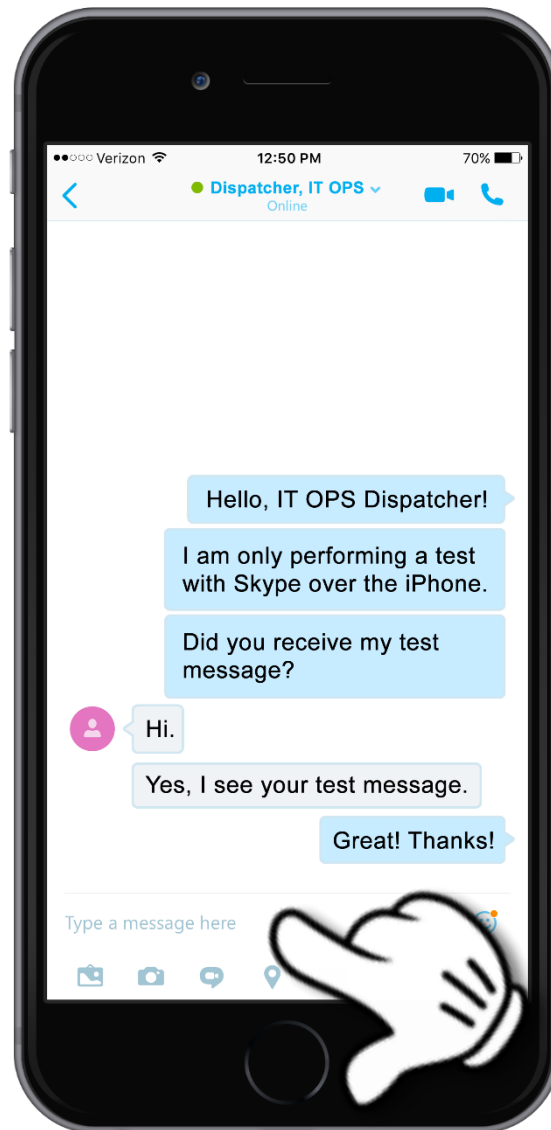 Verizon 12:50 PM 70%
Dispatcher, IT OPS
Online
Hello, IT OPS Dispatcher!
I am only performing a test
with Skype over the iPhone.
Did you receive my test
message?
Hi.
Yes, I see your test message.
Great! Thanks!
Type a message here